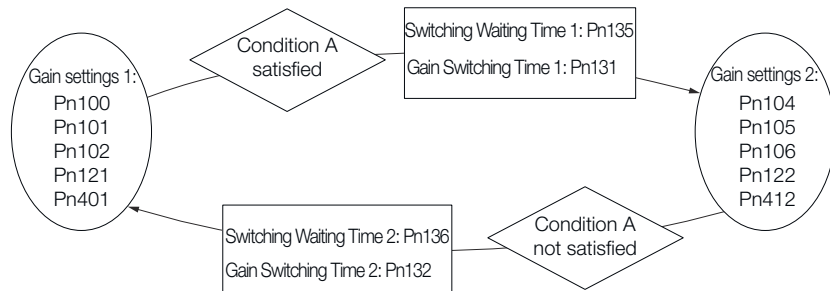 Gain settings 1:
Pn100
Pn101
Pn102
Pn121
Pn401
Condition A
satisfied
Switching Waiting Time 1: Pn135
Gain Switching Time 1: Pn131
Gain settings 2:
Pn104
Pn105
Pn106
Pn122
Pn412
Condition A
not satisfied
Switching Waiting Time 2: Pn136
Gain Switching Time 2: Pn132